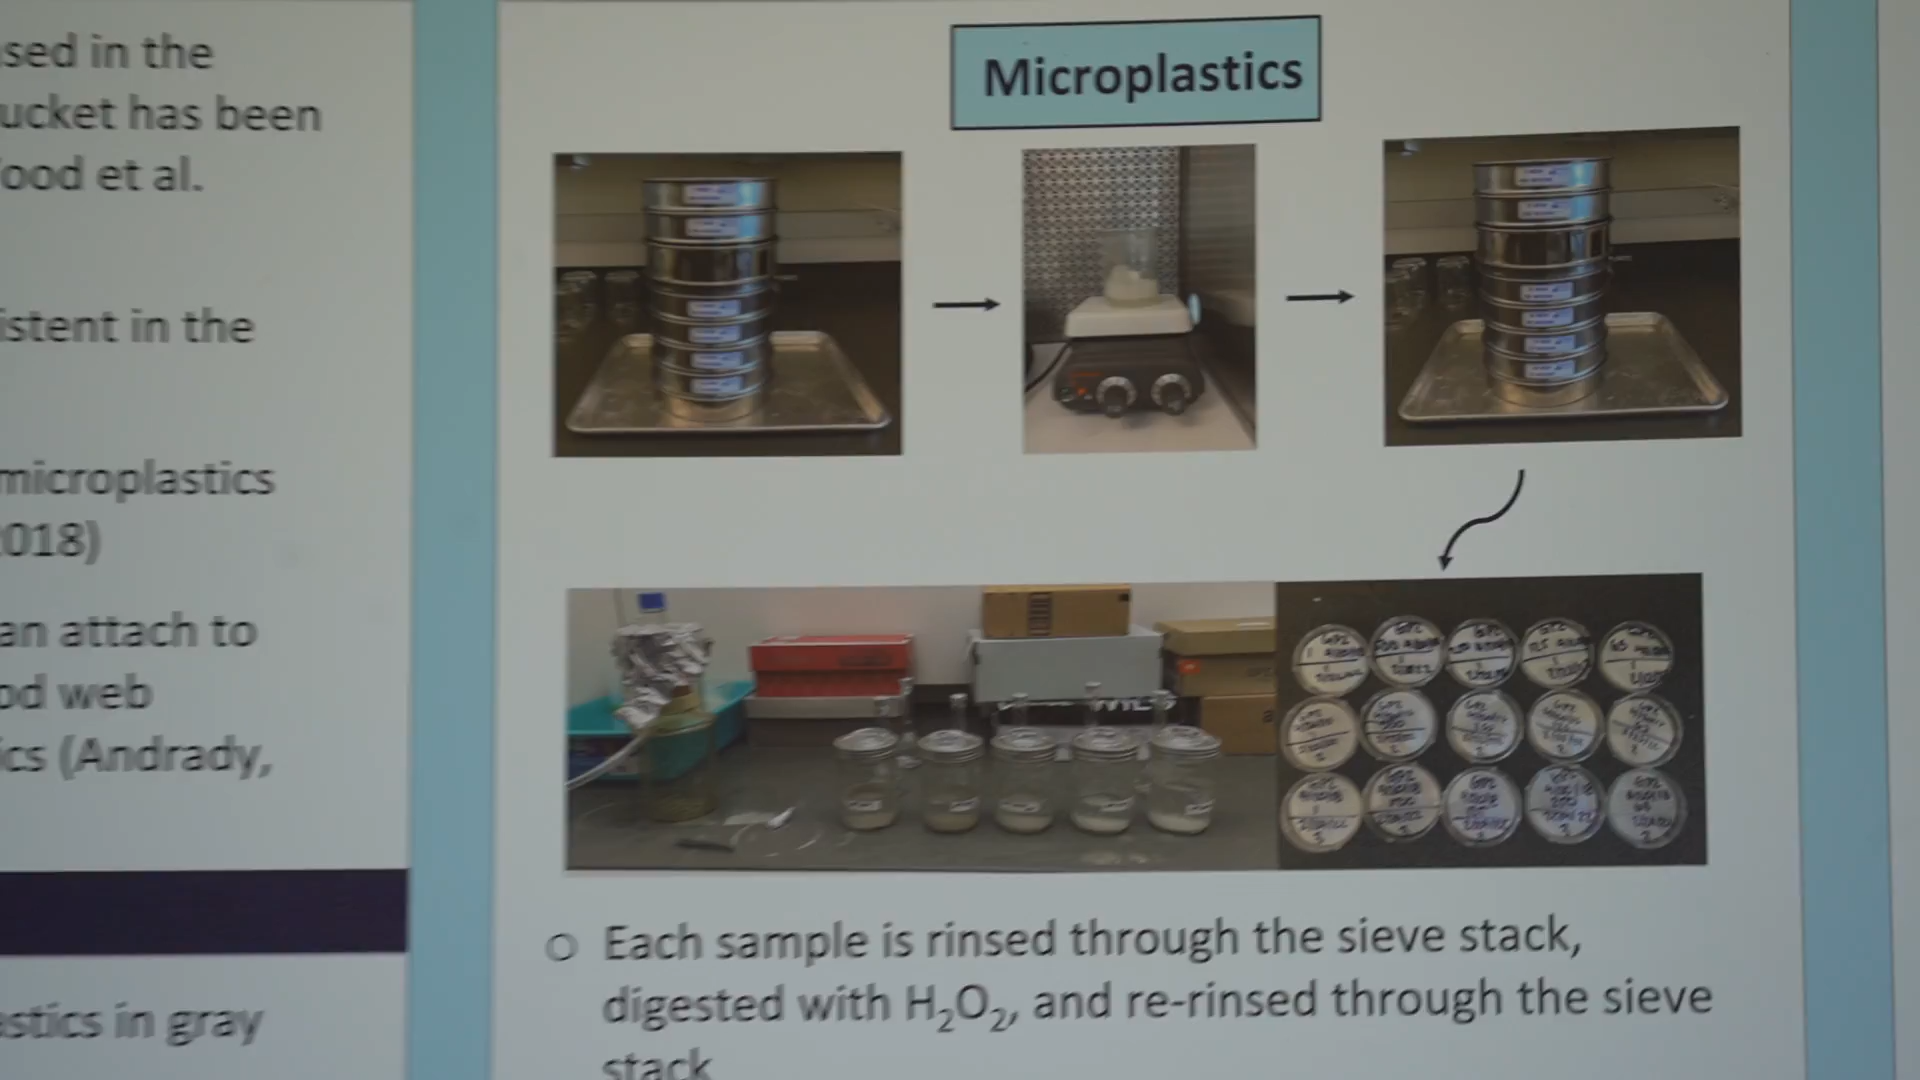 sed in the
ucket has been
ood et al.
istent in the
microplastics
018)
an attach to
od web
ics (Andrady,
stics in gray
Microplastics
Each sample is rinsed through the sieve stack,
digested with H₂O₂, and re-rinsed through the sieve
stack